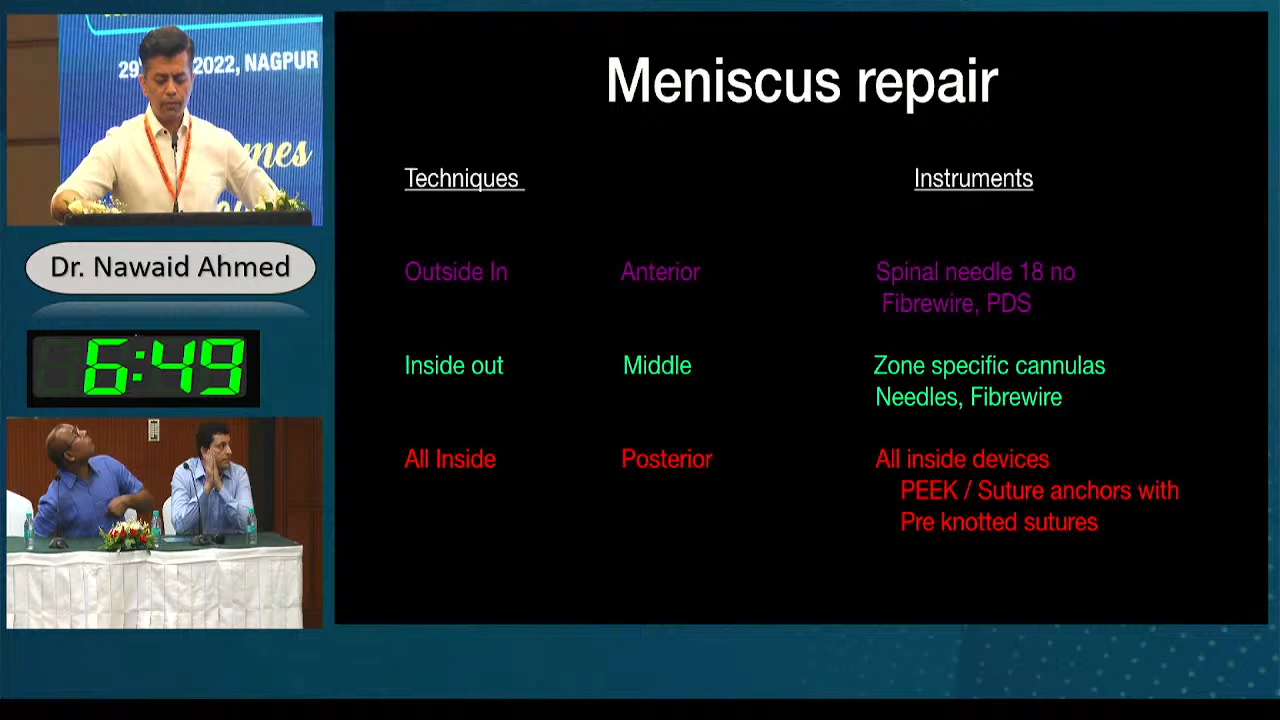 2022, NAGPUR
Dr. Nawaid Ahmed
6:49
Meniscus repair
Techniques
Instruments
Outside In
Anterior
Spinal needle 18 no
Fibrewire, PDS
Inside out
Middle
Zone specific cannulas
Needles, Fibrewire
All Inside
Posterior
All inside devices
PEEK / Suture anchors with
Pre knotted sutures